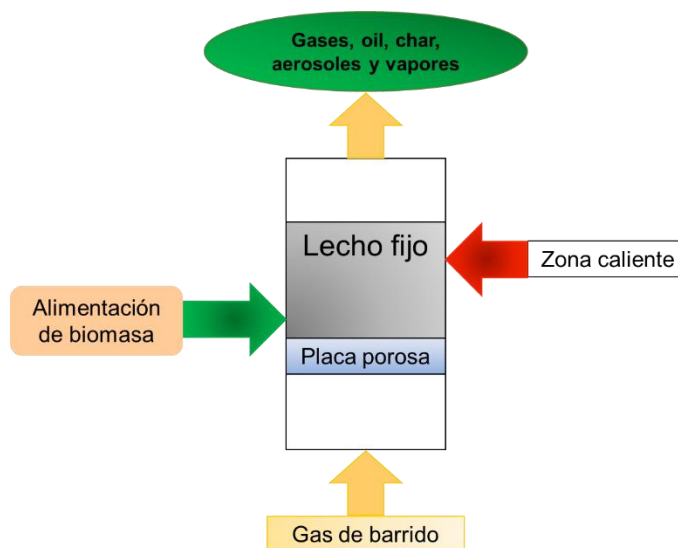 Gases, oil, char,
aerosoles y vapores
Lecho fijo
Zona caliente
Alimentación
de biomasa
Placa porosa
Gas de barrido